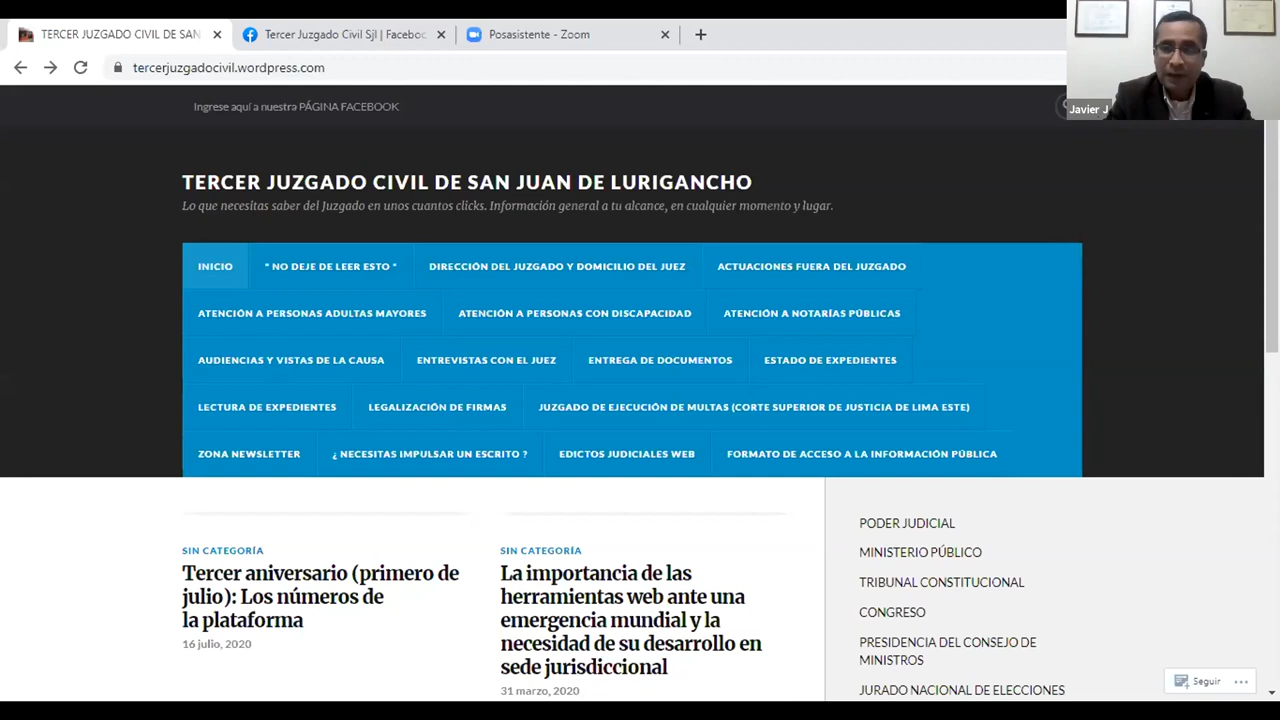 TERCER JUZGADO CIVIL DE SAN
Tercer Juzgado Civil Sjl | Faceboo
Posasistente - Zoom
tercerjuzgadocivil.wordpress.com
Javier J
Ingrese aquí a nuestra PÁGINA FACEBOOK
TERCER JUZGADO CIVIL DE SAN JUAN DE LURIGANCHO
Lo que necesitas saber del Juzgado en unos cuantos clicks. Información general a tu alcance, en cualquier momento y lugar.
INICIO " NO DEJE DE LEER ESTO " DIRECCIÓN DEL JUZGADO Y DOMICILIO DEL JUEZ ACTUACIONES FUERA DEL JUZGADO
ATENCIÓN A PERSONAS ADULTAS MAYORES ATENCIÓN A PERSONAS CON DISCAPACIDAD ATENCIÓN A NOTARÍAS PÚBLICAS
AUDIENCIAS Y VISTAS DE LA CAUSA ENTREVISTAS CON EL JUEZ ENTREGA DE DOCUMENTOS ESTADO DE EXPEDIENTES
LECTURA DE EXPEDIENTES LEGALIZACIÓN DE FIRMAS JUZGADO DE EJECUCIÓN DE MULTAS (CORTE SUPERIOR DE JUSTICIA DE LIMA ESTE)
ZONA NEWSLETTER ¿ NECESITAS IMPULSAR UN ESCRITO ? EDICTOS JUDICIALES WEB FORMATO DE ACCESO A LA INFORMACIÓN PÚBLICA
SIN CATEGORÍA
Tercer aniversario (primero de
julio): Los números de
la plataforma
16 julio, 2020
SIN CATEGORÍA
La importancia de las
herramientas web ante una
emergencia mundial y la
necesidad de su desarrollo en
sede jurisdiccional
31 marzo, 2020
PODER JUDICIAL
MINISTERIO PÚBLICO
TRIBUNAL CONSTITUCIONAL
CONGRESO
PRESIDENCIA DEL CONSEJO DE
MINISTROS
JURADO NACIONAL DE ELECCIONES
Seguir